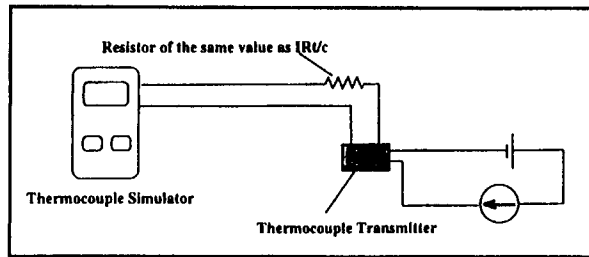 Resistor of the same value as IRt/c
Thermocouple Simulator
Thermocouple Transmitter